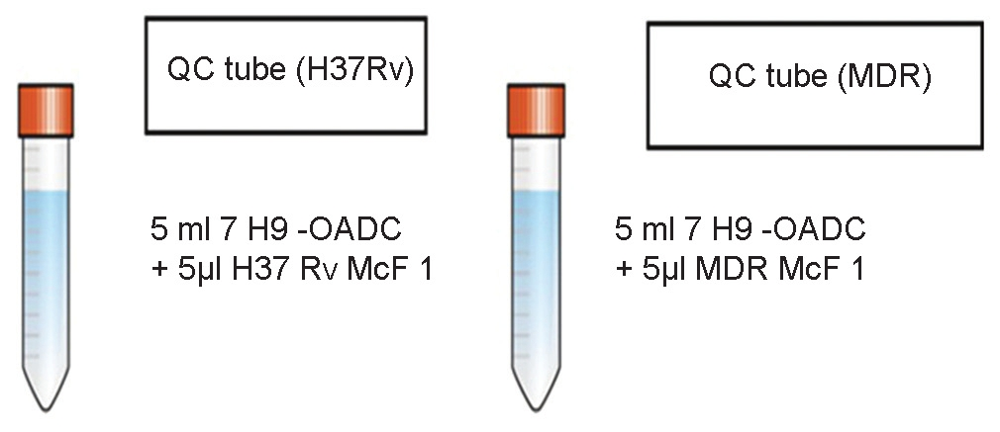 QC tube (H37Rv)
QC tube (MDR)
5 ml 7 H9 -OADC
+ 5µl H37 Rv McF 1
5 ml 7 H9 -OADC
+ 5µl MDR McF 1